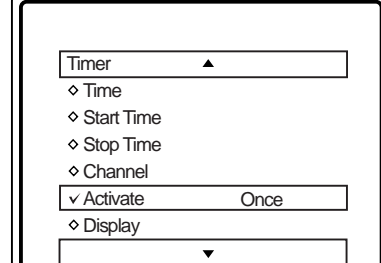 Timer
Time
Start Time
Stop Time
Channel
Activate Once
Display